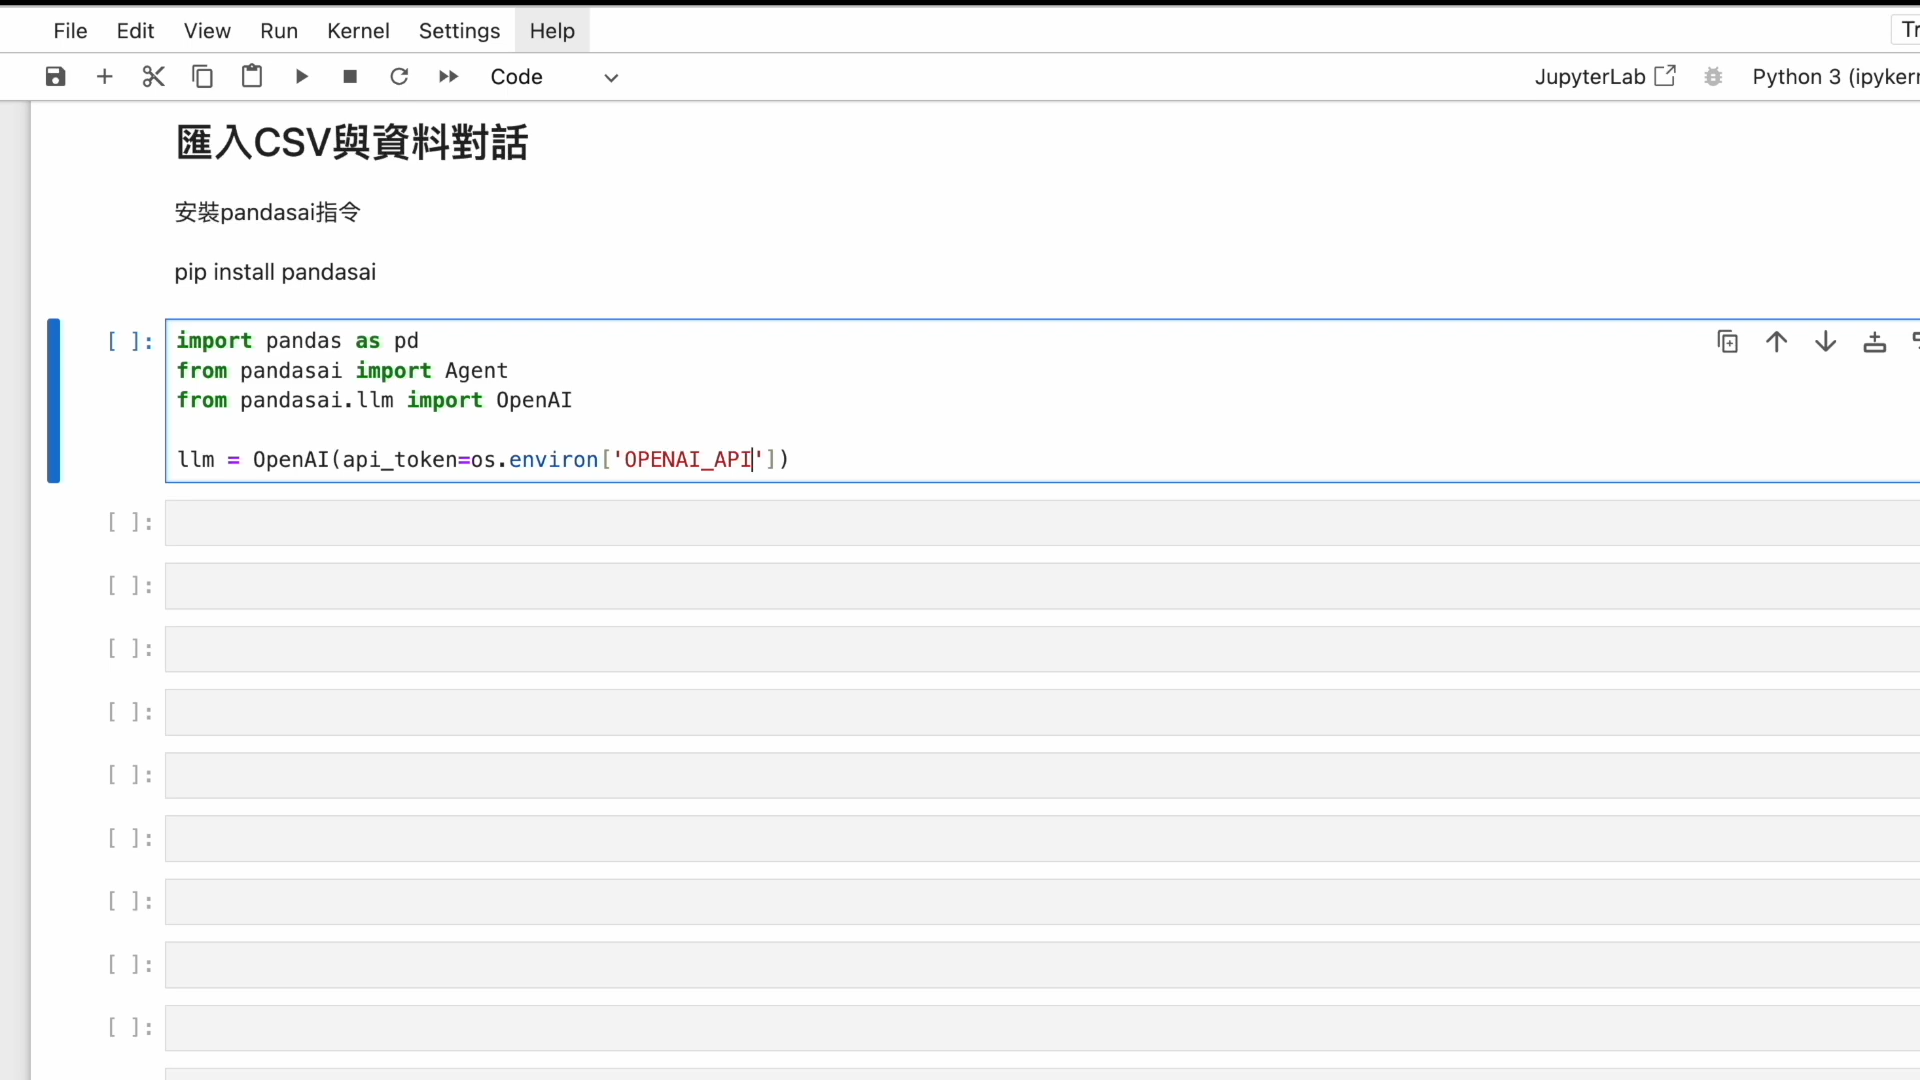 File Edit View Run Kernel Settings Help
Code
JupyterLab
Python 3 (ipykern
匯入CSV與資料對話
安裝pandasai指令
pip install pandasai
[ ]:
import pandas as pd
from pandasai import Agent
from pandasai.llm import OpenAI
llm = OpenAI(api_token=os.environ['OPENAI_API'])
[ ]:
[ ]:
[ ]:
[ ]:
[ ]:
[ ]:
[ ]:
[ ]:
[ ]: